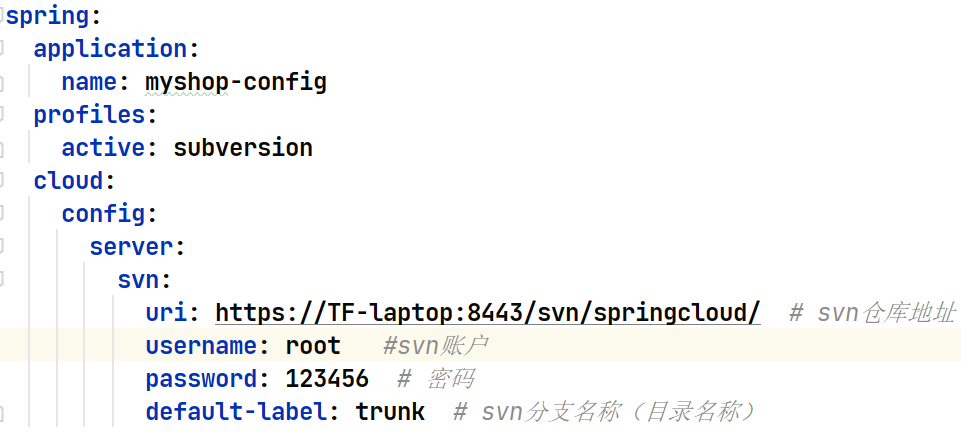 spring:
  application:
    name: myshop-config
  profiles:
    active: subversion
  cloud:
    config:
      server:
        svn:
          uri: https://TF-laptop:8443/svn/springcloud/  # svn仓库地址
          username: root   #svn账户
          password: 123456  # 密码
          default-label: trunk  # svn分支名称（目录名称）